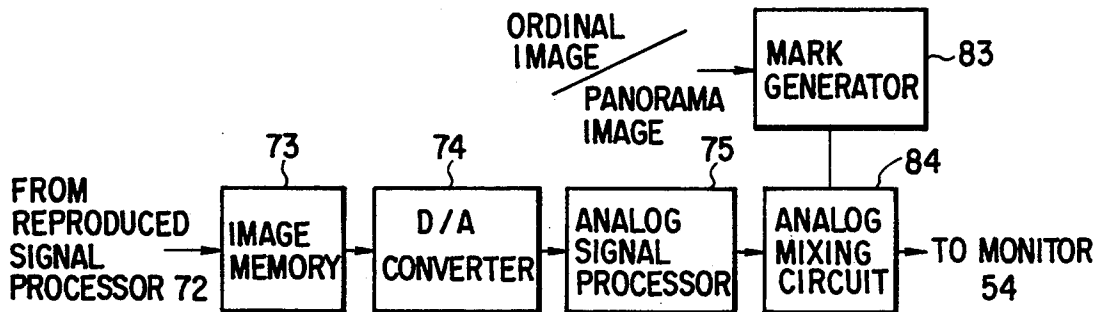 ORDINAL
IMAGE
PANORAMA
IMAGE
MARK
GENERATOR
83
73
74
75
84
FROM
REPRODUCED
SIGNAL
PROCESSOR 72
IMAGE
MEMORY
D/A
CONVERTER
ANALOG
SIGNAL
PROCESSOR
ANALOG
MIXING
CIRCUIT
TO MONITOR
54